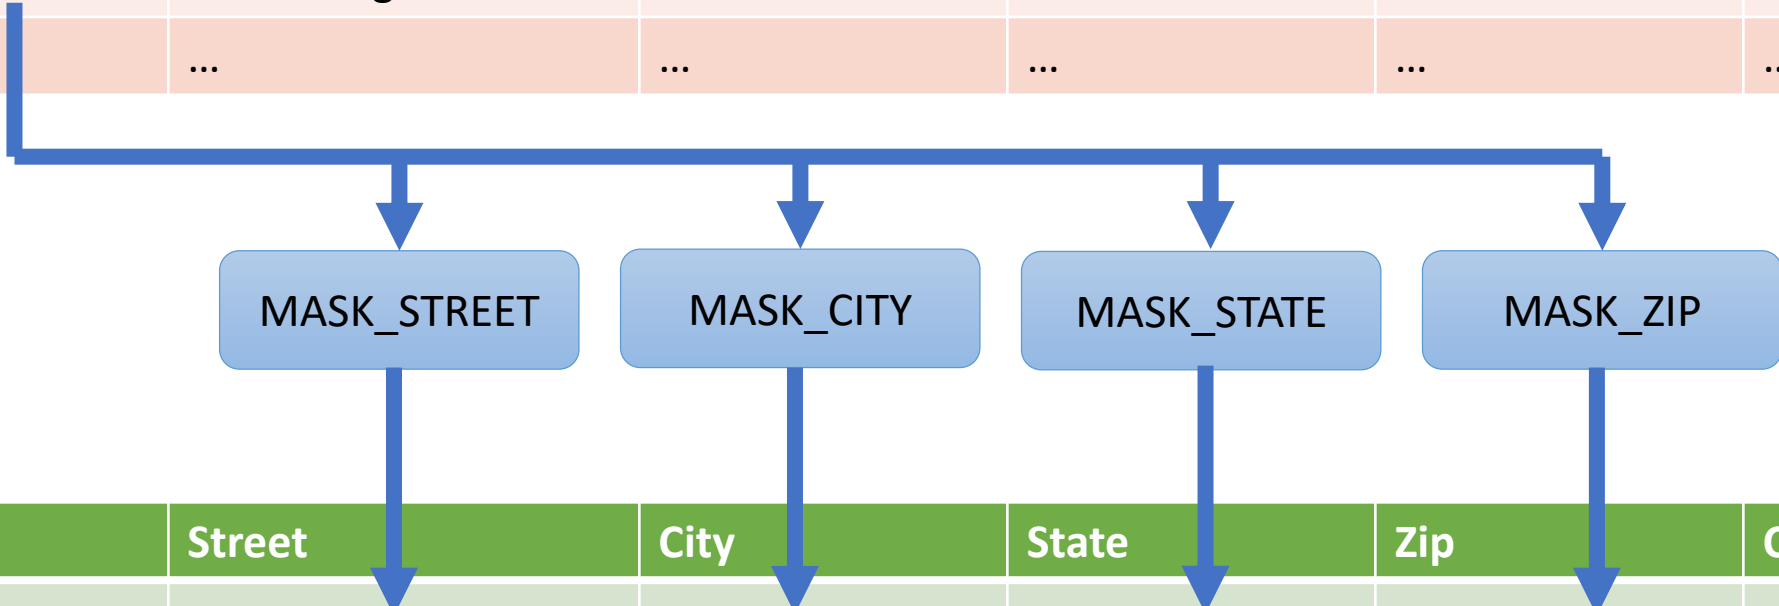 ... ... ... ...
MASK_STREET MASK_CITY MASK_STATE MASK_ZIP
Street City State Zip